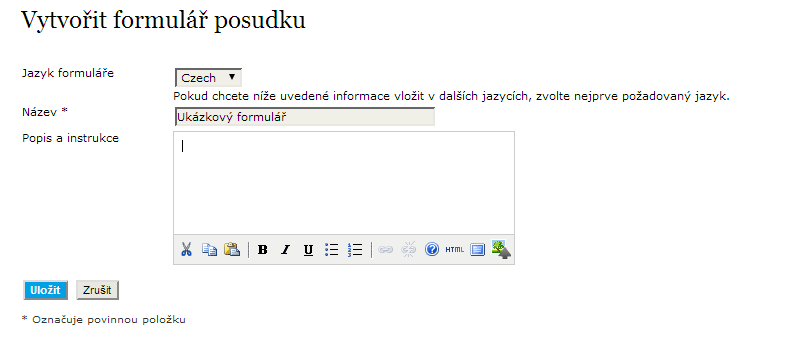 Vytvořit formulář posudku
Jazyk formuláře
Czech
Pokud chcete níže uvedené informace vložit v dalších jazycích, zvolte nejprve požadovaný jazyk.
Název *
Ukázkový formulář
Popis a instrukce
B I U HTML
Uložit Zrušit
* Označuje povinnou položku